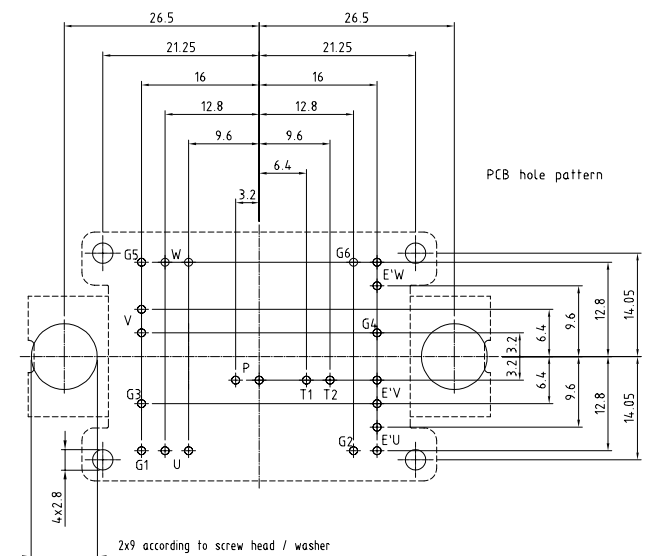 26.5 26.5
21.25 21.25
16 16
12.8 12.8
9.6 9.6
6.4
3.2
PCB hole pattern
G5 W G6
E'W
V G4
3.2 6.4 9.6 12.8 14.05
P
T1 T2 E'V
3.2 6.4 9.6 12.8 14.05
G3
G1 U G2 E'U
4x2.8
2x9 according to screw head / washer